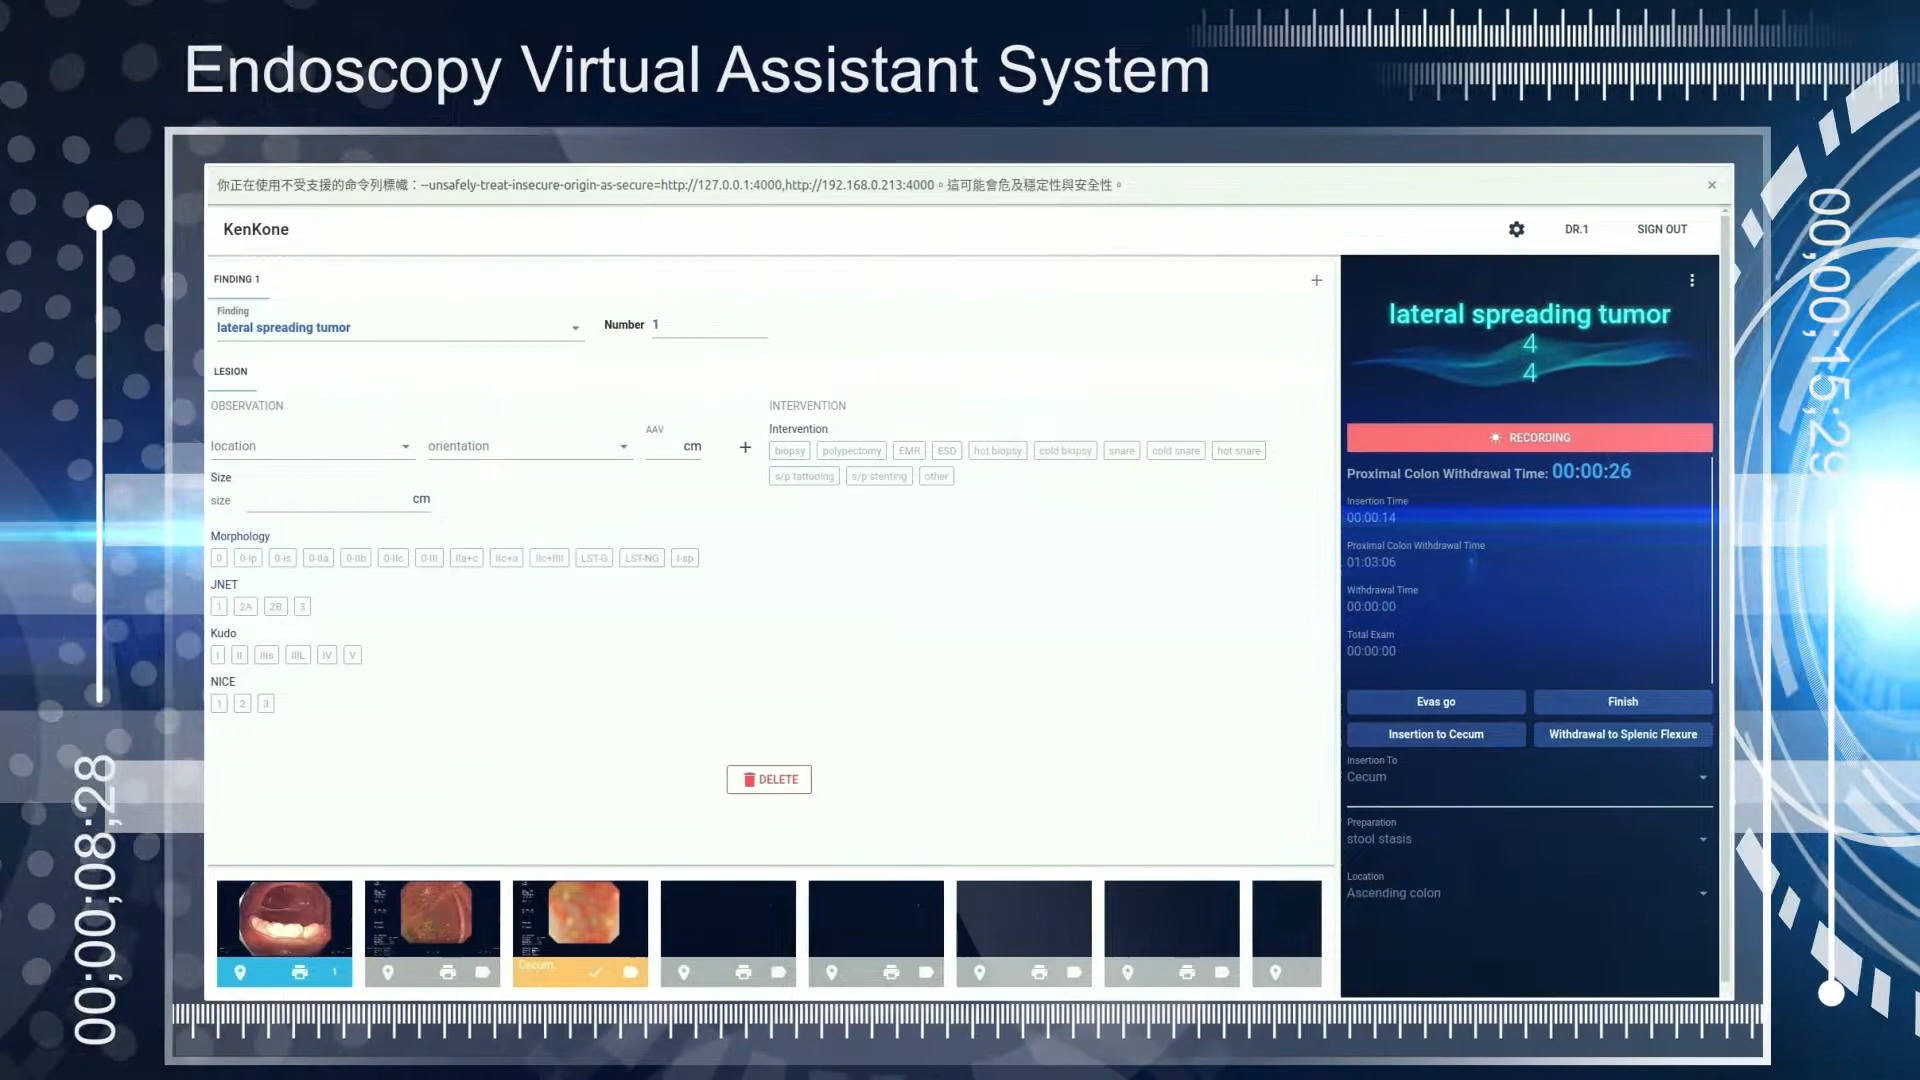 Endoscopy Virtual Assistant System
你正在使用不受支援的命令列標幟：--unsafely-treat-insecure-origin-as-secure=http://127.0.0.1:4000,http://192.168.0.213:4000。這可能會危及穩定性與安全性。
KenKone
DR.1
SIGN OUT
FINDING 1
Finding
lateral spreading tumor
Number 1
LESION
OBSERVATION
location
orientation
AAV
cm
Size
size
cm
Morphology
0 0-Ip 0-Is 0-IIa 0-IIb 0-IIc 0-III IIa+c IIc+a IIc+IIII LST-G LST-NG I-sp
JNET
1 2A 2B 3
Kudo
I II IIIs IIIL IV V
NICE
1 2 3
INTERVENTION
Intervention
biopsy polypectomy EMR ESD hot biopsy cold biopsy snare cold snare hot snare
s/p tattooing s/p stenting other
DELETE
1
Cecum
lateral spreading tumor
4
4
RECORDING
Proximal Colon Withdrawal Time: 00:00:26
Insertion Time
00:00:14
Proximal Colon Withdrawal Time
01:03:06
Withdrawal Time
00:00:00
Total Exam
00:00:00
Evas go
Finish
Insertion to Cecum
Withdrawal to Splenic Flexure
Insertion To
Cecum
Preparation
stool stasis
Location
Ascending colon
00;00;08;28
00;00;15;29